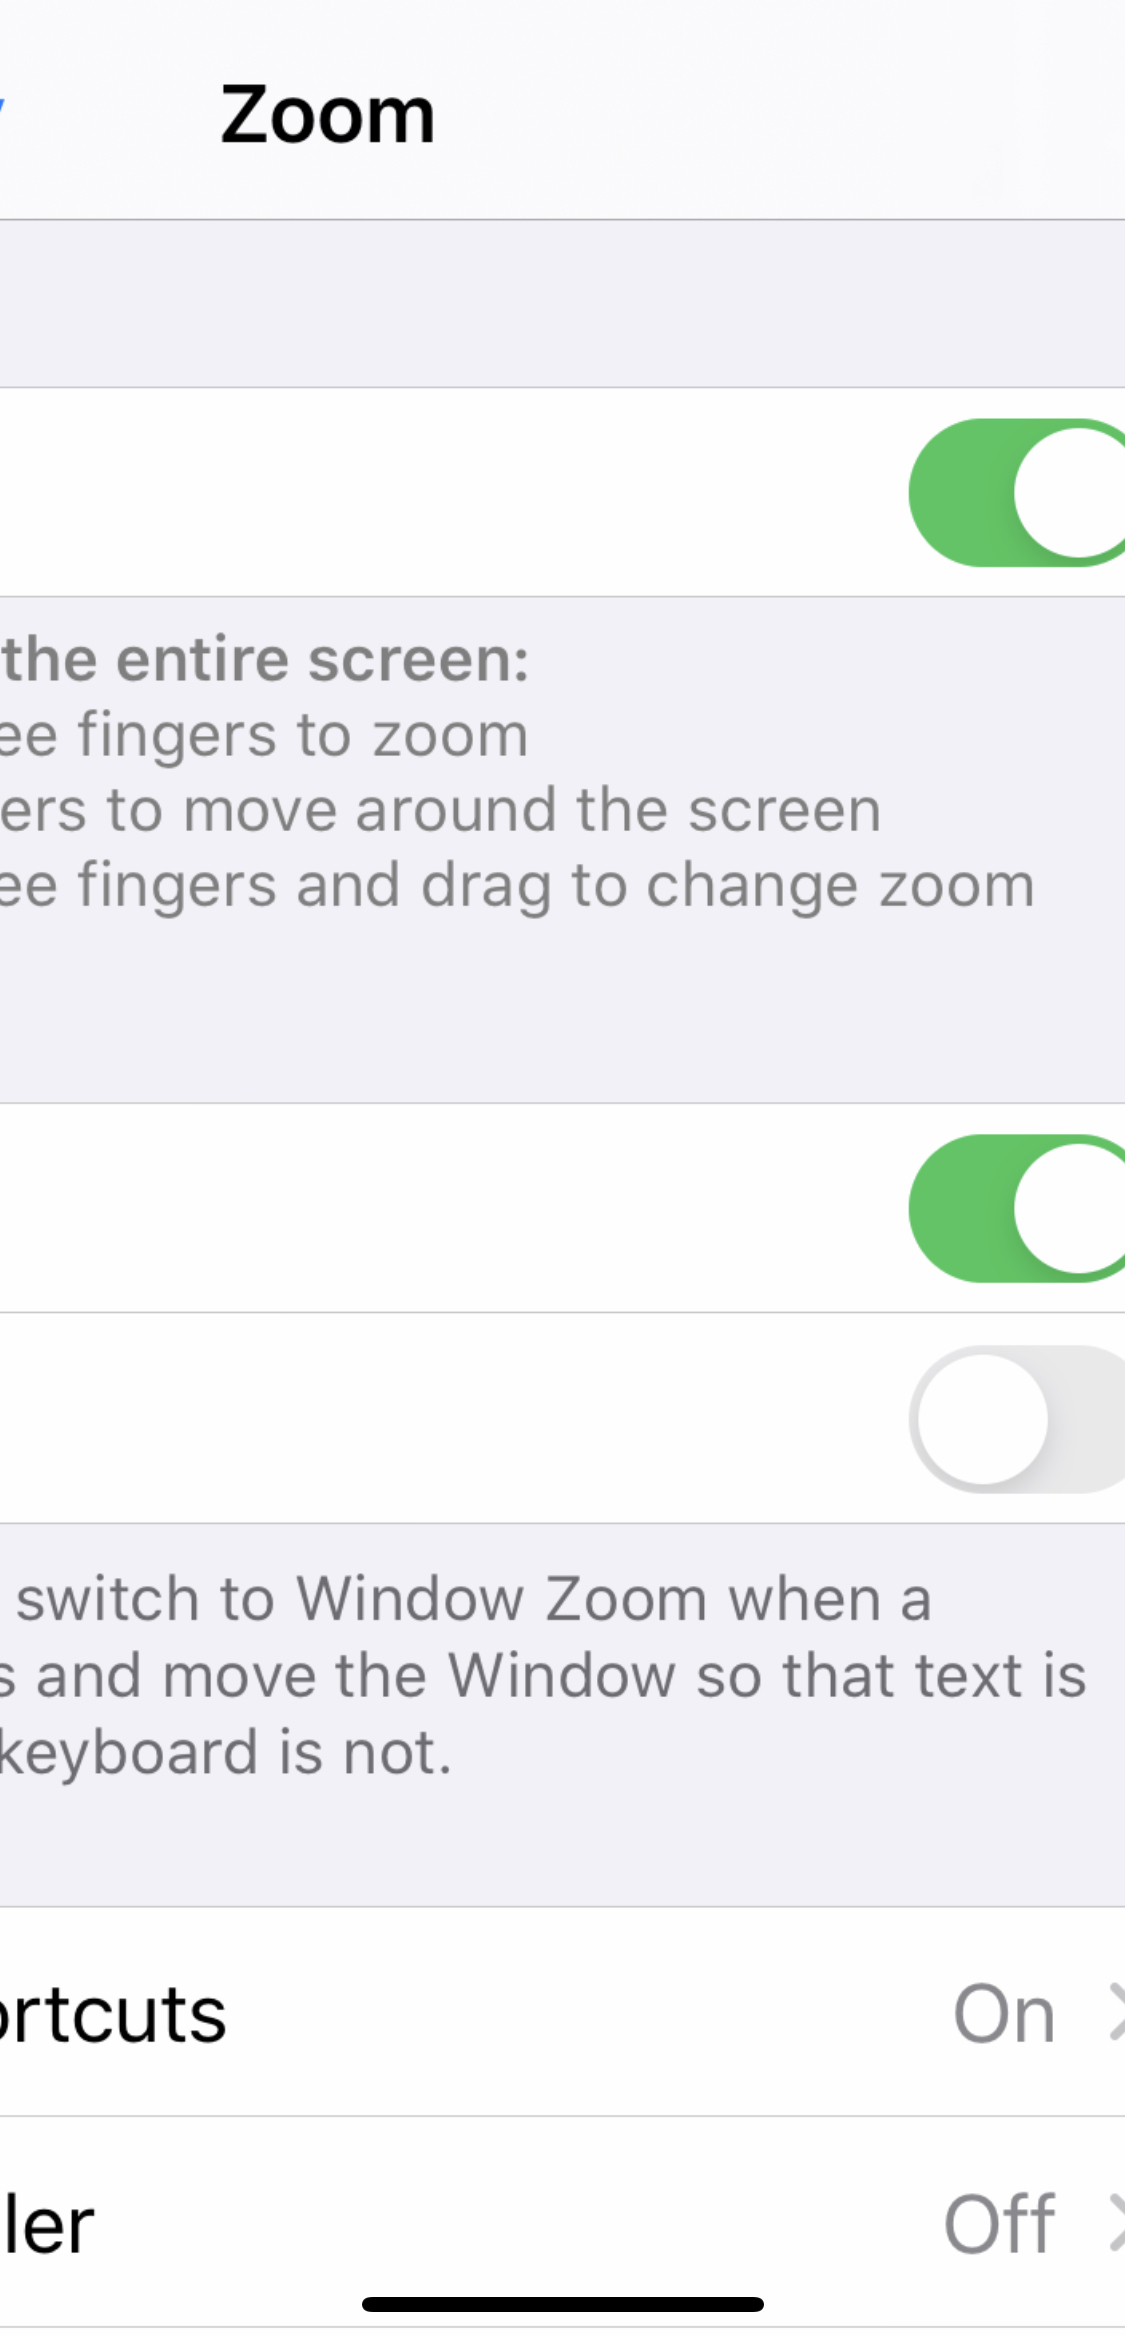 Zoom
the entire screen:
ee fingers to zoom
ers to move around the screen
ee fingers and drag to change zoom
switch to Window Zoom when a
s and move the Window so that text is
keyboard is not.
ortcuts On
ler Off